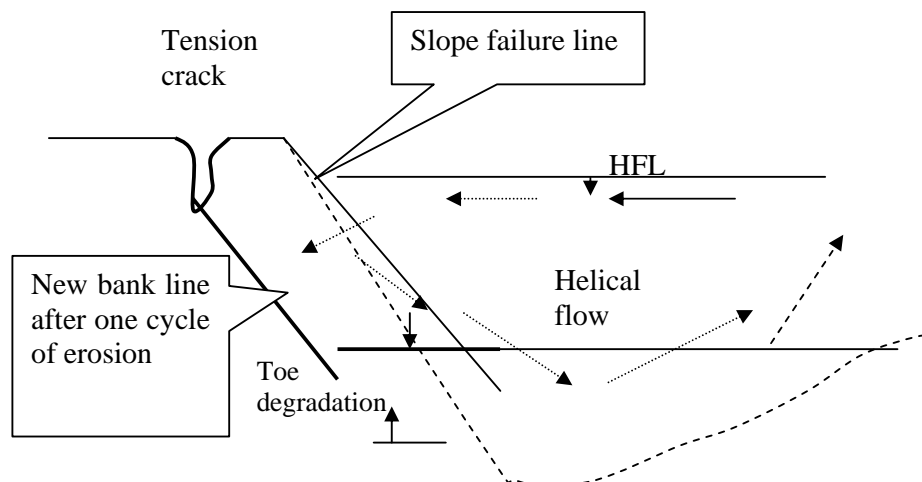 Tension
crack
Slope failure line
HFL
New bank line
after one cycle
of erosion
Helical
flow
Toe
degradation